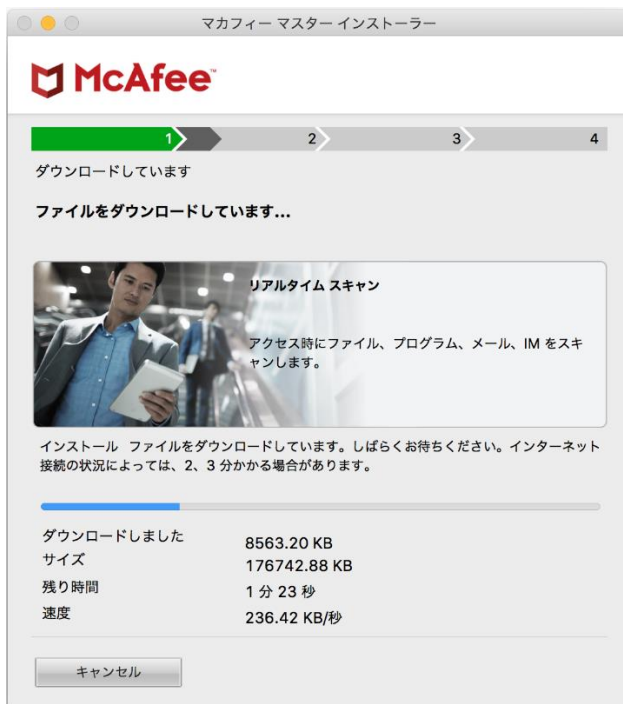 マカフィー マスター インストーラー
McAfee™
1 2 3 4
ダウンロードしています
ファイルをダウンロードしています...
リアルタイム スキャン
アクセス時にファイル、プログラム、メール、IM をスキ
ャンします。
インストール ファイルをダウンロードしています。しばらくお待ちください。インターネット
接続の状況によっては、2、3 分かかる場合があります。
ダウンロードしました 8563.20 KB
サイズ 176742.88 KB
残り時間 1 分 23 秒
速度 236.42 KB/秒
キャンセル